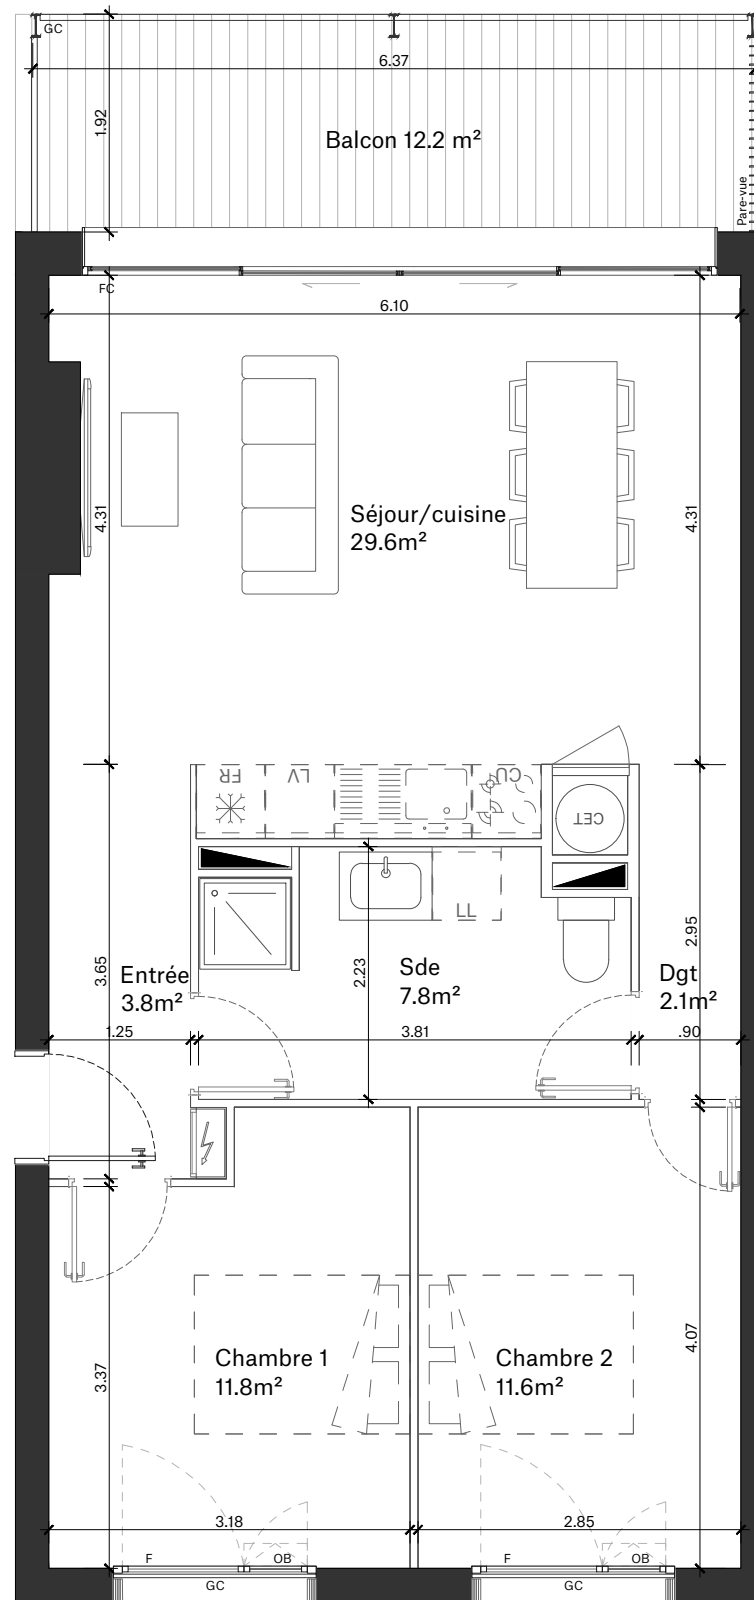 GC
6.37
1.92
Balcon 12.2 m²
Pare-vue
FC
6.10
4.31
Séjour/cuisine
29.6m²
4.31
FR
LV
CU
CET
LL
3.65
Entrée
3.8m²
2.23
Sde
7.8m²
2.95
Dgt
2.1m²
1.25
3.81
.90
3.37
Chambre 1
11.8m²
Chambre 2
11.6m²
4.07
3.18
2.85
F
OB
F
OB
GC
GC